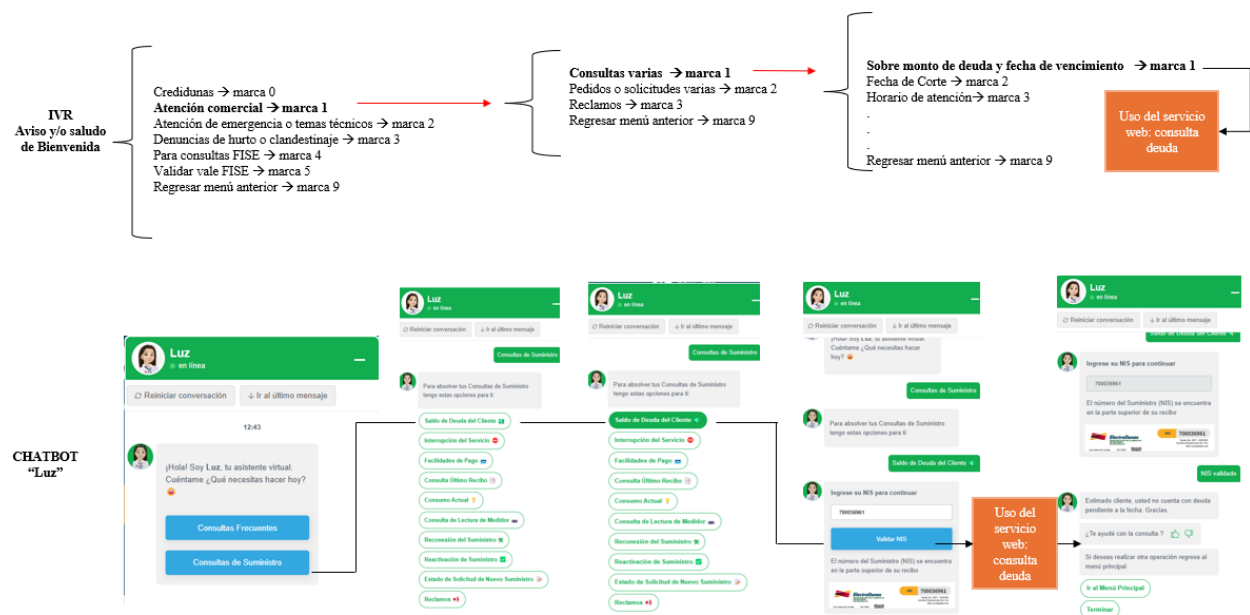 IVR
Aviso y/o saludo
de Bienvenida
Credidunas → marca 0
Atención comercial → marca 1
Atención de emergencia o temas técnicos → marca 2
Denuncias de hurto o clandestinaje → marca 3
Para consultas FISE → marca 4
Validar vale FISE → marca 5
Regresar menú anterior → marca 9
Consultas varias → marca 1
Pedidos o solicitudes varias → marca 2
Reclamos → marca 3
Regresar menú anterior → marca 9
Sobre monto de deuda y fecha de vencimiento → marca 1
Fecha de Corte → marca 2
Horario de atención → marca 3
.
.
.
Regresar menú anterior → marca 9
Uso del servicio
web: consulta
deuda
CHATBOT
“Luz”
Luz
en línea
Reiniciar conversación
Ir al último mensaje
12:43
¡Hola! Soy Luz, tu asistente virtual.
Cuéntame ¿Qué necesitas hacer hoy?
Consultas Frecuentes
Consultas de Suministro
Luz
en línea
Reiniciar conversación
Ir al último mensaje
Consultas de Suministro
Para absolver tus Consultas de Suministro
tengo estas opciones para ti:
Saldo de Deuda del Cliente
Interrupción del Servicio
Facilidades de Pago
Consulta Último Recibo
Consumo Actual
Consulta de Lectura de Medidor
Reconexión del Suministro
Reactivación de Suministro
Estado de Solicitud de Nuevo Suministro
Reclamos
Luz
en línea
Reiniciar conversación
Ir al último mensaje
Consultas de Suministro
Para absolver tus Consultas de Suministro
tengo estas opciones para ti:
Saldo de Deuda del Cliente
Interrupción del Servicio
Facilidades de Pago
Consulta Último Recibo
Consumo Actual
Consulta de Lectura de Medidor
Reconexión del Suministro
Reactivación de Suministro
Estado de Solicitud de Nuevo Suministro
Reclamos
Luz
en línea
Reiniciar conversación
Ir al último mensaje
¡Hola! Soy Luz, tu asistente virtual.
Cuéntame ¿Qué necesitas hacer
hoy?
Consultas de Suministro
Para absolver tus Consultas de Suministro
tengo estas opciones para ti:
Saldo de Deuda del Cliente
Ingrese su NIS para continuar
700036961
Validar NIS
El número del Suministro (NIS) se encuentra
en la parte superior de su recibo
ElectroDunas
700036961
Uso del
servicio
web:
consulta
deuda
Luz
en línea
Reiniciar conversación
Ir al último mensaje
Saldo de Deuda del Cliente
Ingrese su NIS para continuar
700036961
El número del Suministro (NIS) se encuentra
en la parte superior de su recibo
ElectroDunas
700036961
NIS validado
Estimado cliente, usted no cuenta con deuda
pendiente a la fecha. Gracias.
¿Te ayudé con la consulta ?
Si deseas realizar otra operación regrese al
menú principal
Ir al Menú Principal
Terminar